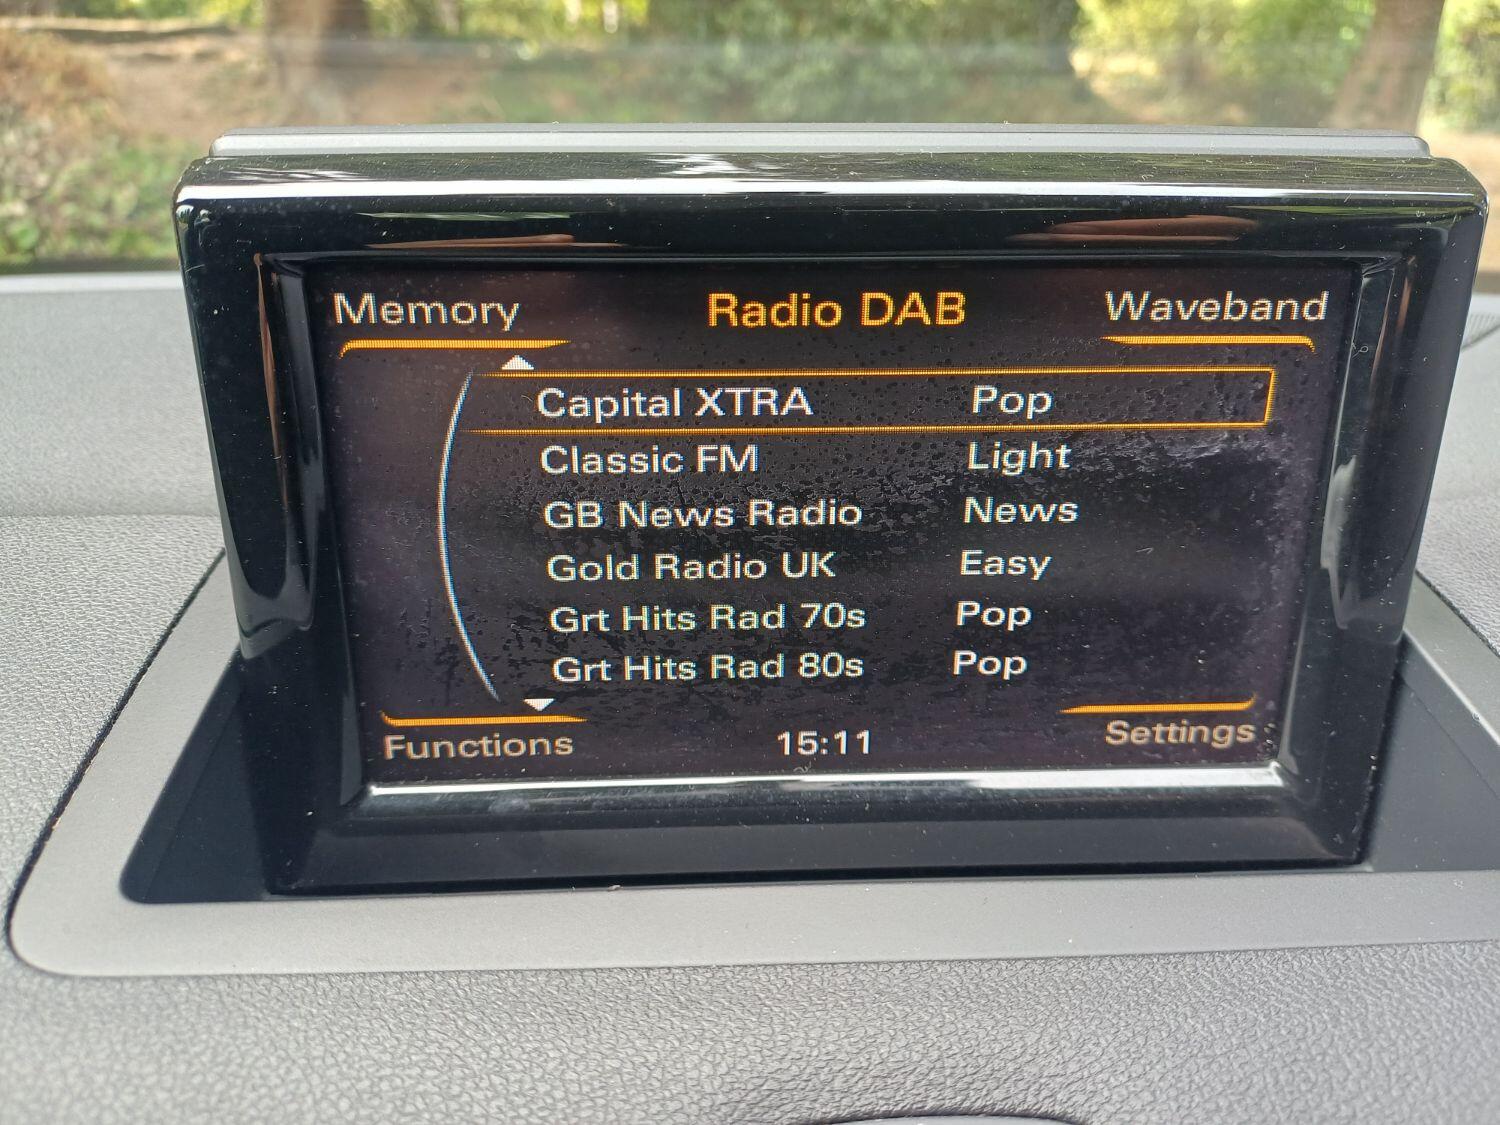 Memory Radio DAB Waveband
Capital XTRA Pop
Classic FM Light
GB News Radio News
Gold Radio UK Easy
Grt Hits Rad 70s Pop
Grt Hits Rad 80s Pop
Functions 15:11 Settings